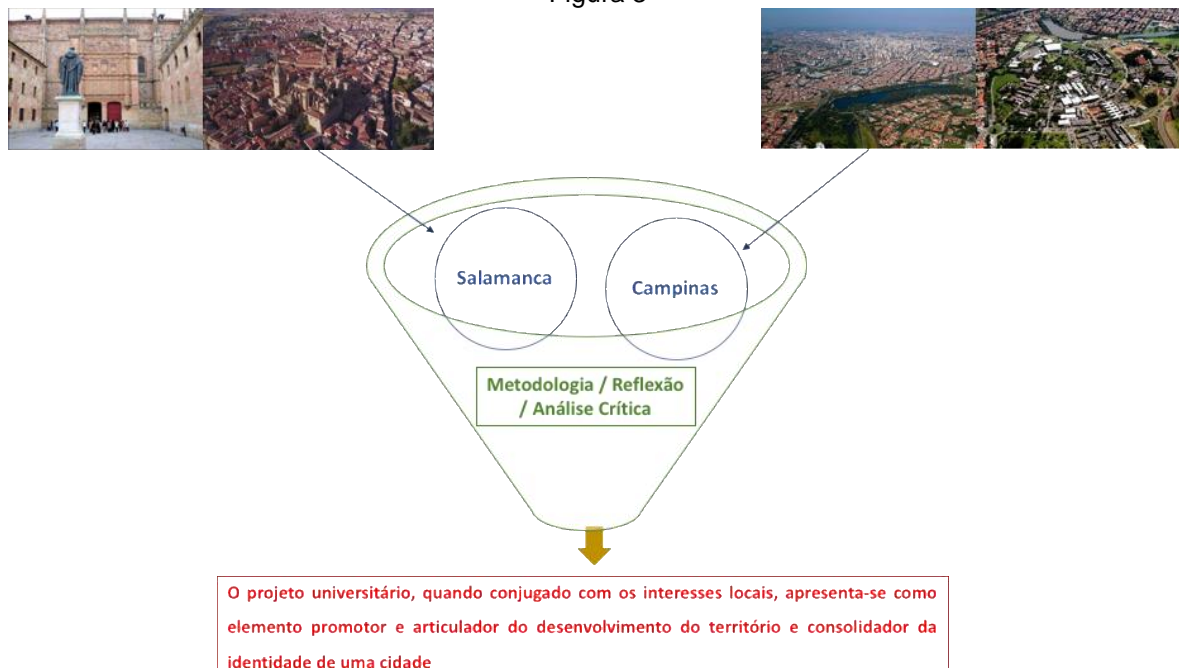 Salamanca
Campinas
Metodologia / Reflexão
/ Análise Crítica
O projeto universitário, quando conjugado com os interesses locais, apresenta-se como
elemento promotor e articulador do desenvolvimento do território e consolidador da
identidade de uma cidade